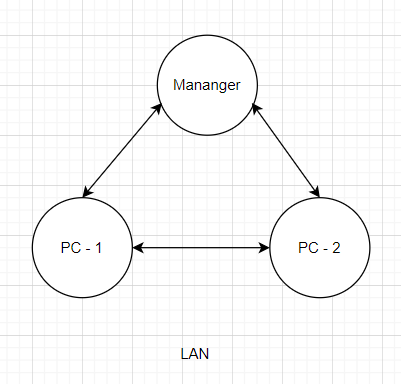 Mananger
PC - 1
PC - 2
LAN